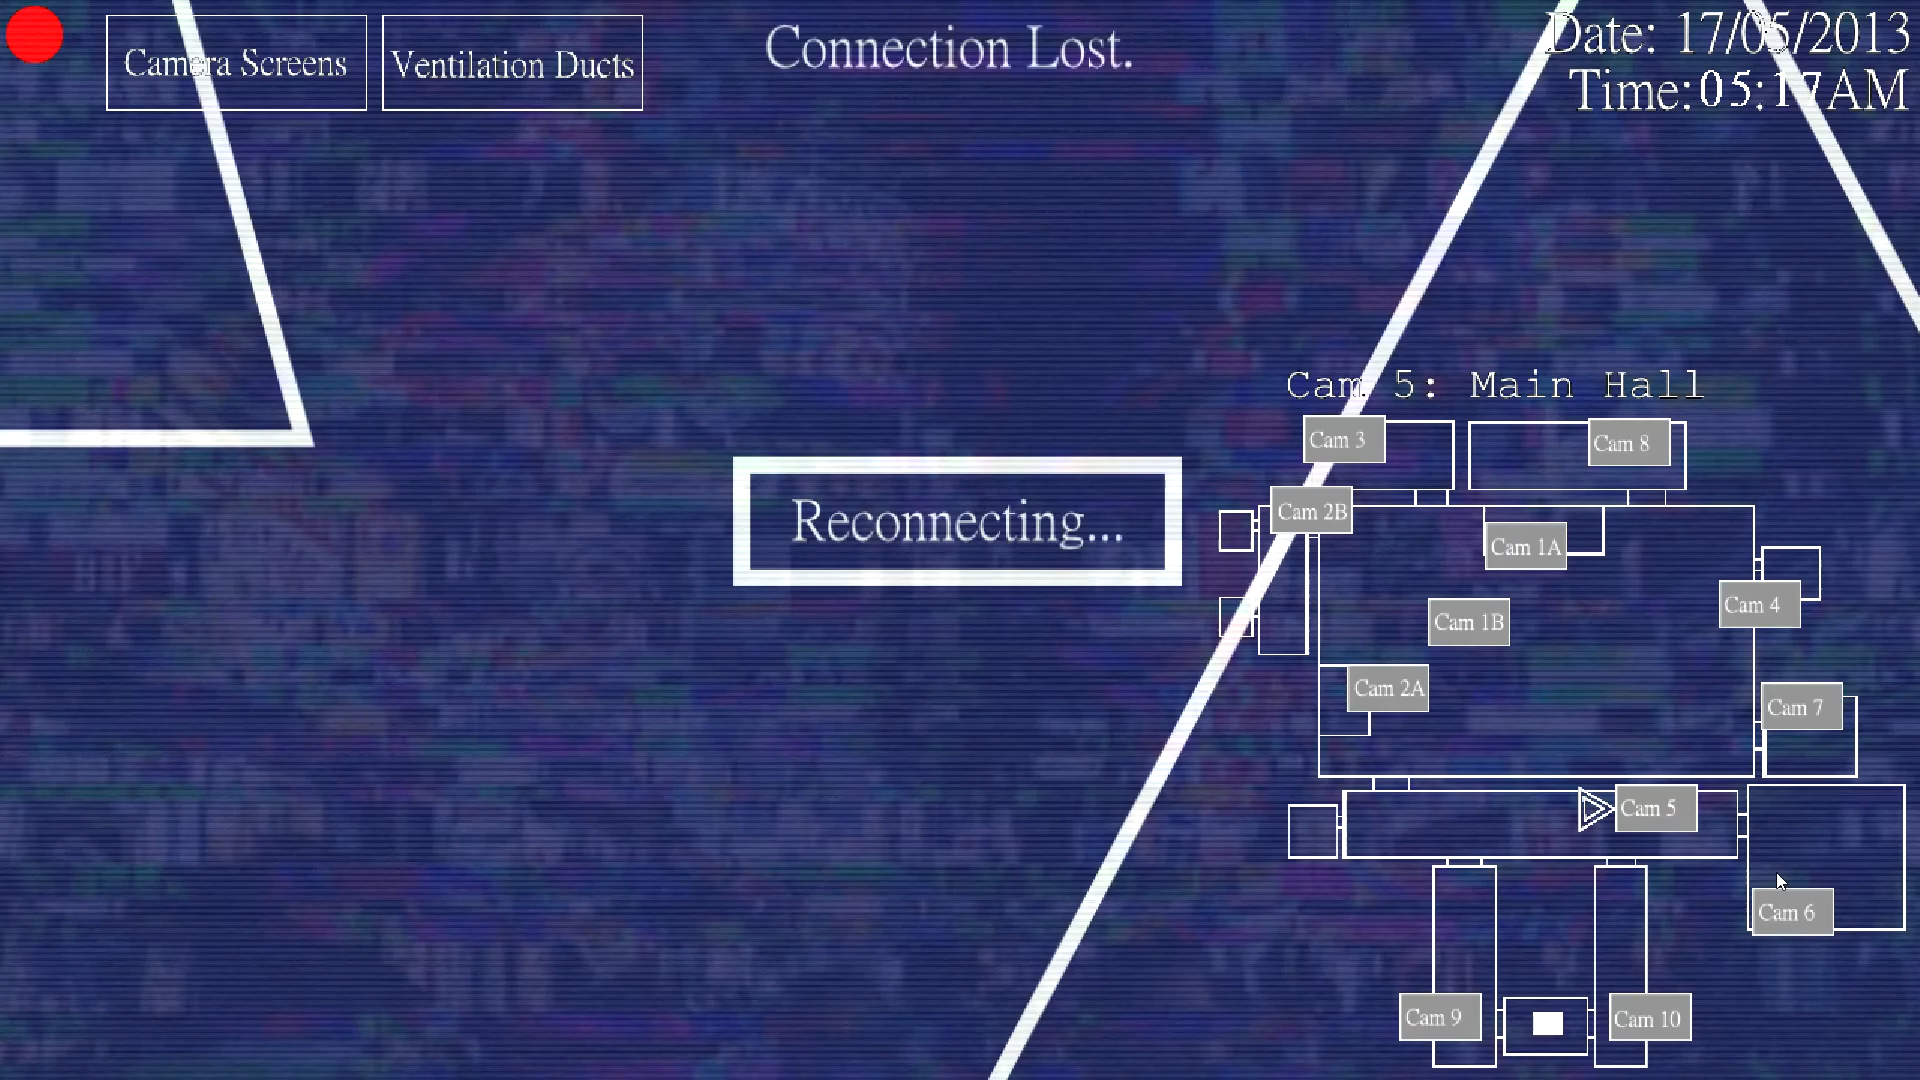 Camera Screens
Ventilation Ducts
Connection Lost.
Date: 17/05/2013
Time:05:17AM
Cam 5: Main Hall
Cam 3
Cam 8
Cam 2B
Reconnecting...
Cam 1A
Cam 4
Cam 1B
Cam 2A
Cam 7
Cam 5
Cam 6
Cam 9
Cam 10